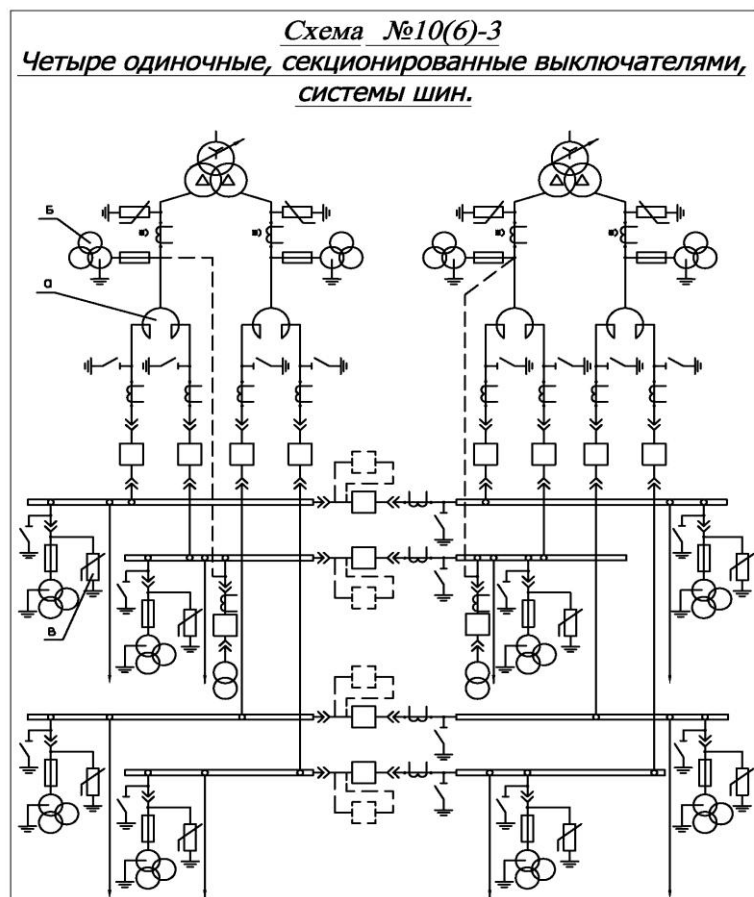 Схема №10(6)-3
Четыре одиночные, секционированные выключателями,
системы шин.
Б
а
в